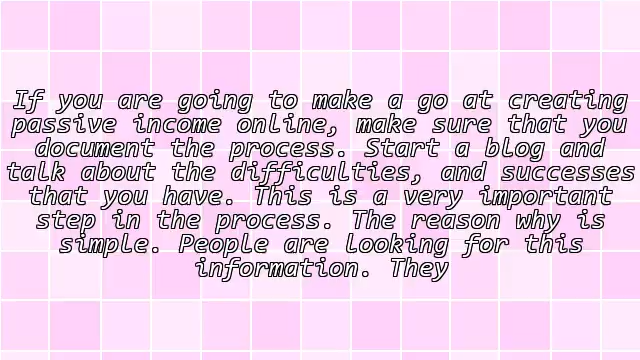 If you are going to make a go at creating
passive income online, make sure that you
document the process. Start a blog and
talk about the difficulties, and successes
that you have. This is a very important
step in the process. The reason why is
simple. People are looking for this
information. They